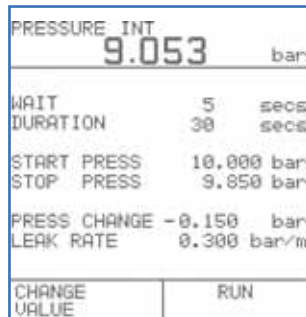 PRESSURE INT
9.053 bar
WAIT 5 secs
DURATION 30 secs
START PRESS 10.000 bar
STOP PRESS 9.850 bar
PRESS CHANGE -0.150 bar
LEAK RATE 0.300 bar/m
CHANGE VALUE
RUN